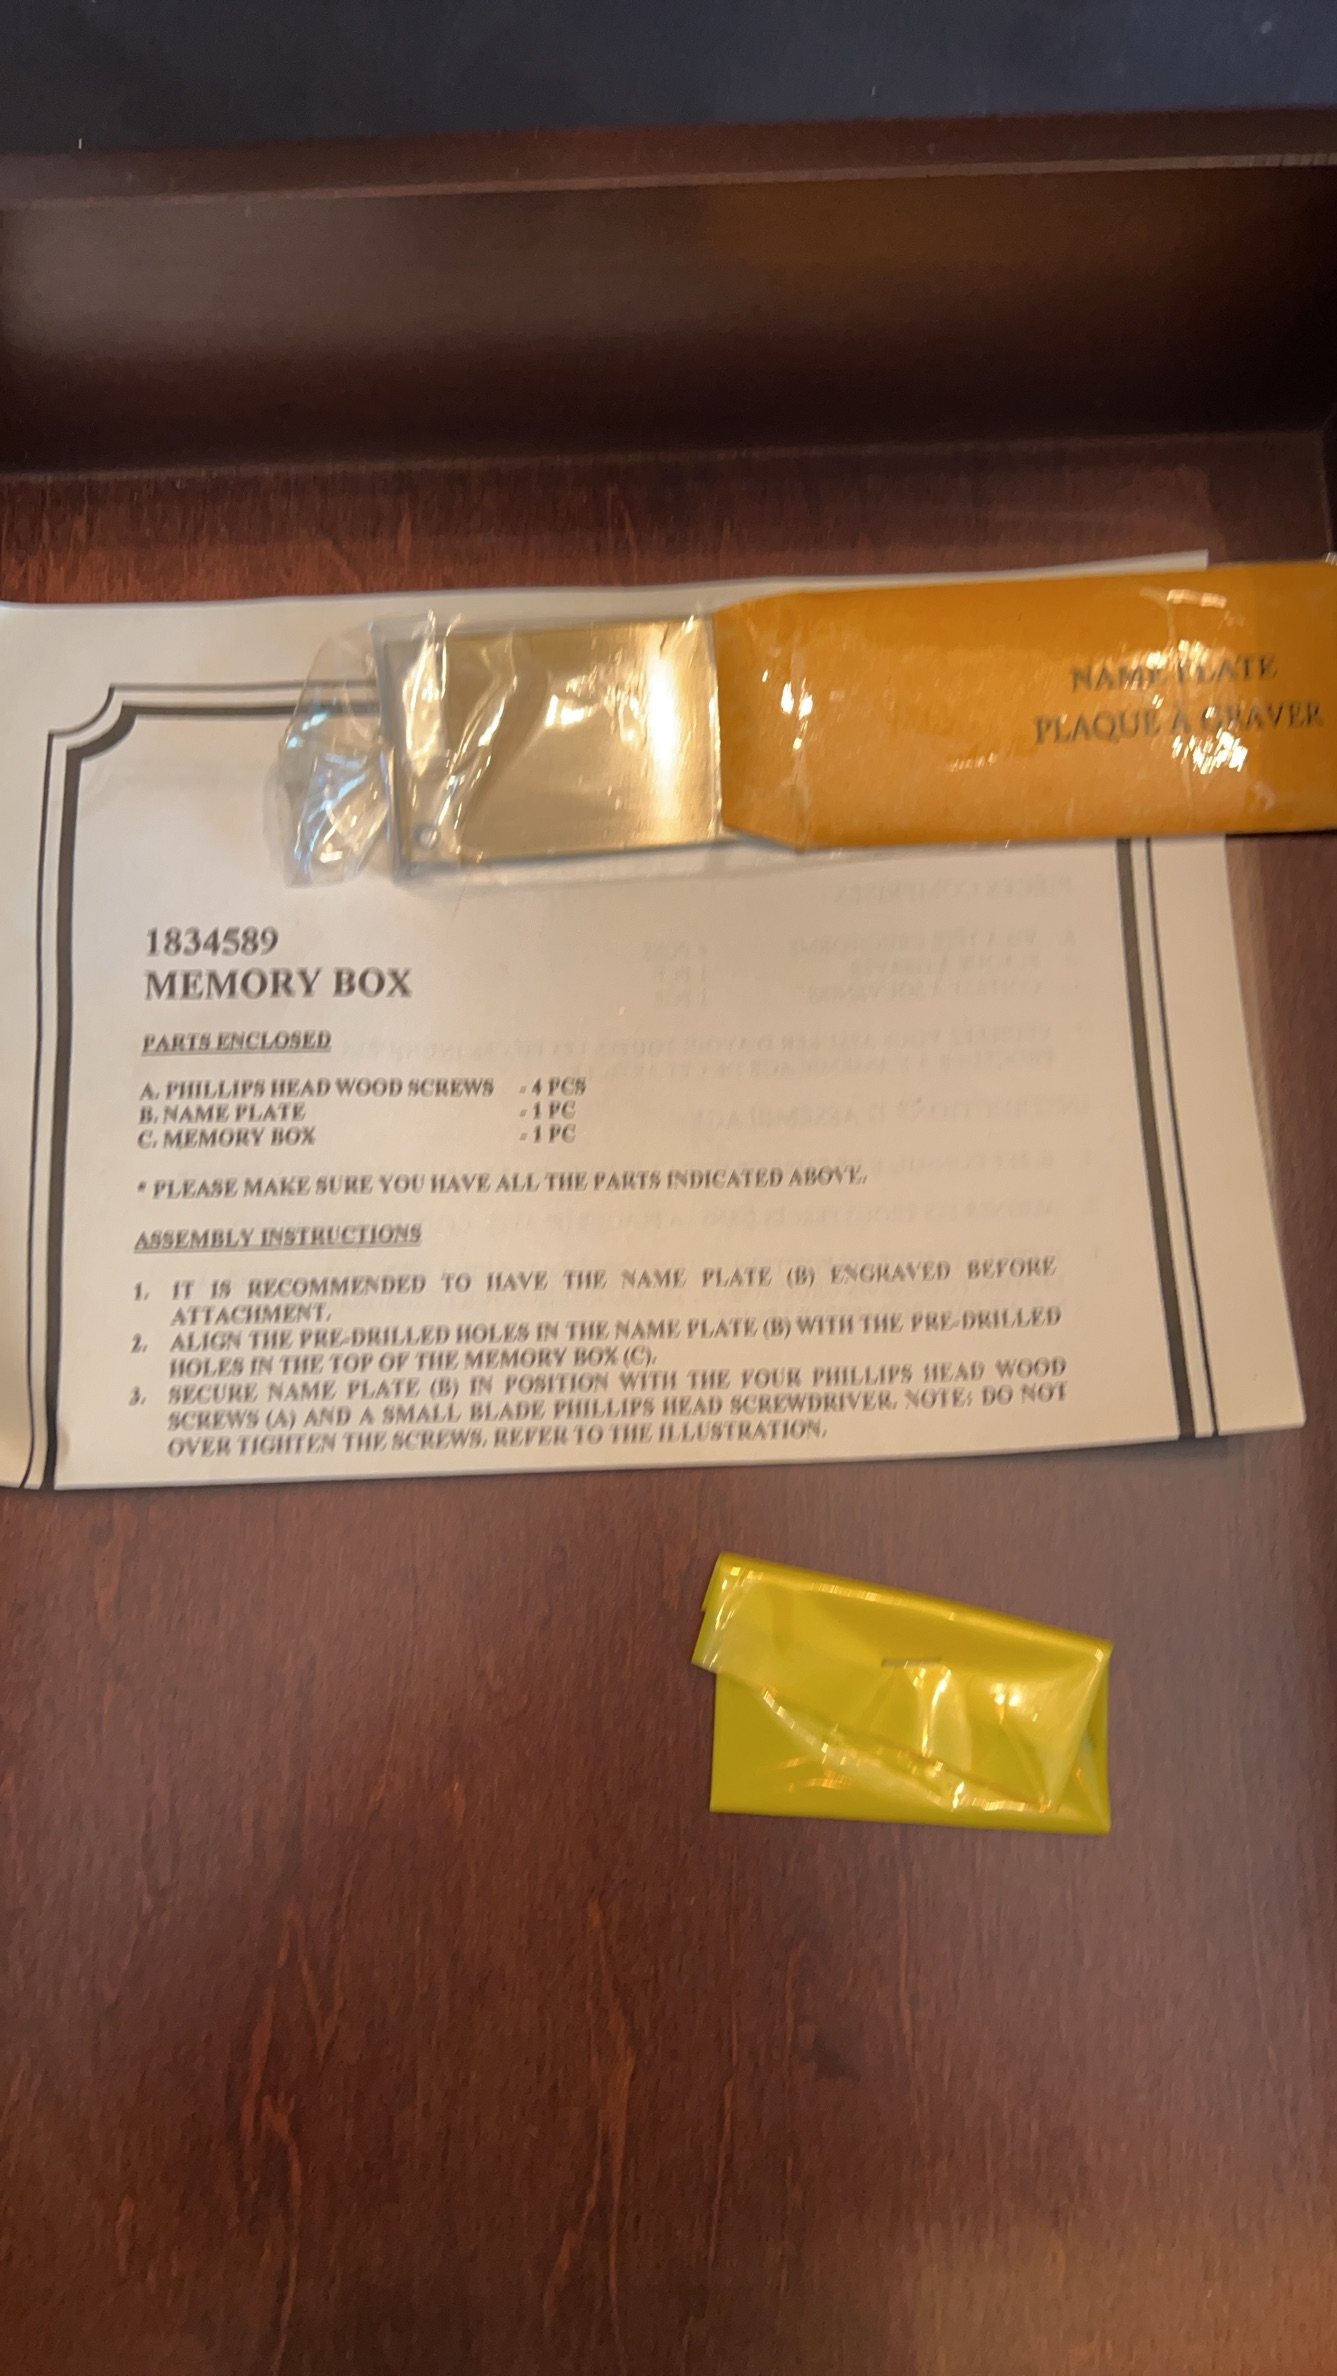 NAME PLATE
PLAQUE A GRAVER
1834589
MEMORY BOX
PARTS ENCLOSED
A. PHILLIPS HEAD WOOD SCREWS - 4 PCS
B. NAME PLATE - 1 PC
C. MEMORY BOX - 1 PC
* PLEASE MAKE SURE YOU HAVE ALL THE PARTS INDICATED ABOVE.
ASSEMBLY INSTRUCTIONS
1. IT IS RECOMMENDED TO HAVE THE NAME PLATE (B) ENGRAVED BEFORE
ATTACHMENT.
2. ALIGN THE PRE-DRILLED HOLES IN THE NAME PLATE (B) WITH THE PRE-DRILLED
HOLES IN THE TOP OF THE MEMORY BOX (C).
3. SECURE NAME PLATE (B) IN POSITION WITH THE FOUR PHILLIPS HEAD WOOD
SCREWS (A) AND A SMALL BLADE PHILLIPS HEAD SCREWDRIVER. NOTE: DO NOT
OVER TIGHTEN THE SCREWS. REFER TO THE ILLUSTRATION.